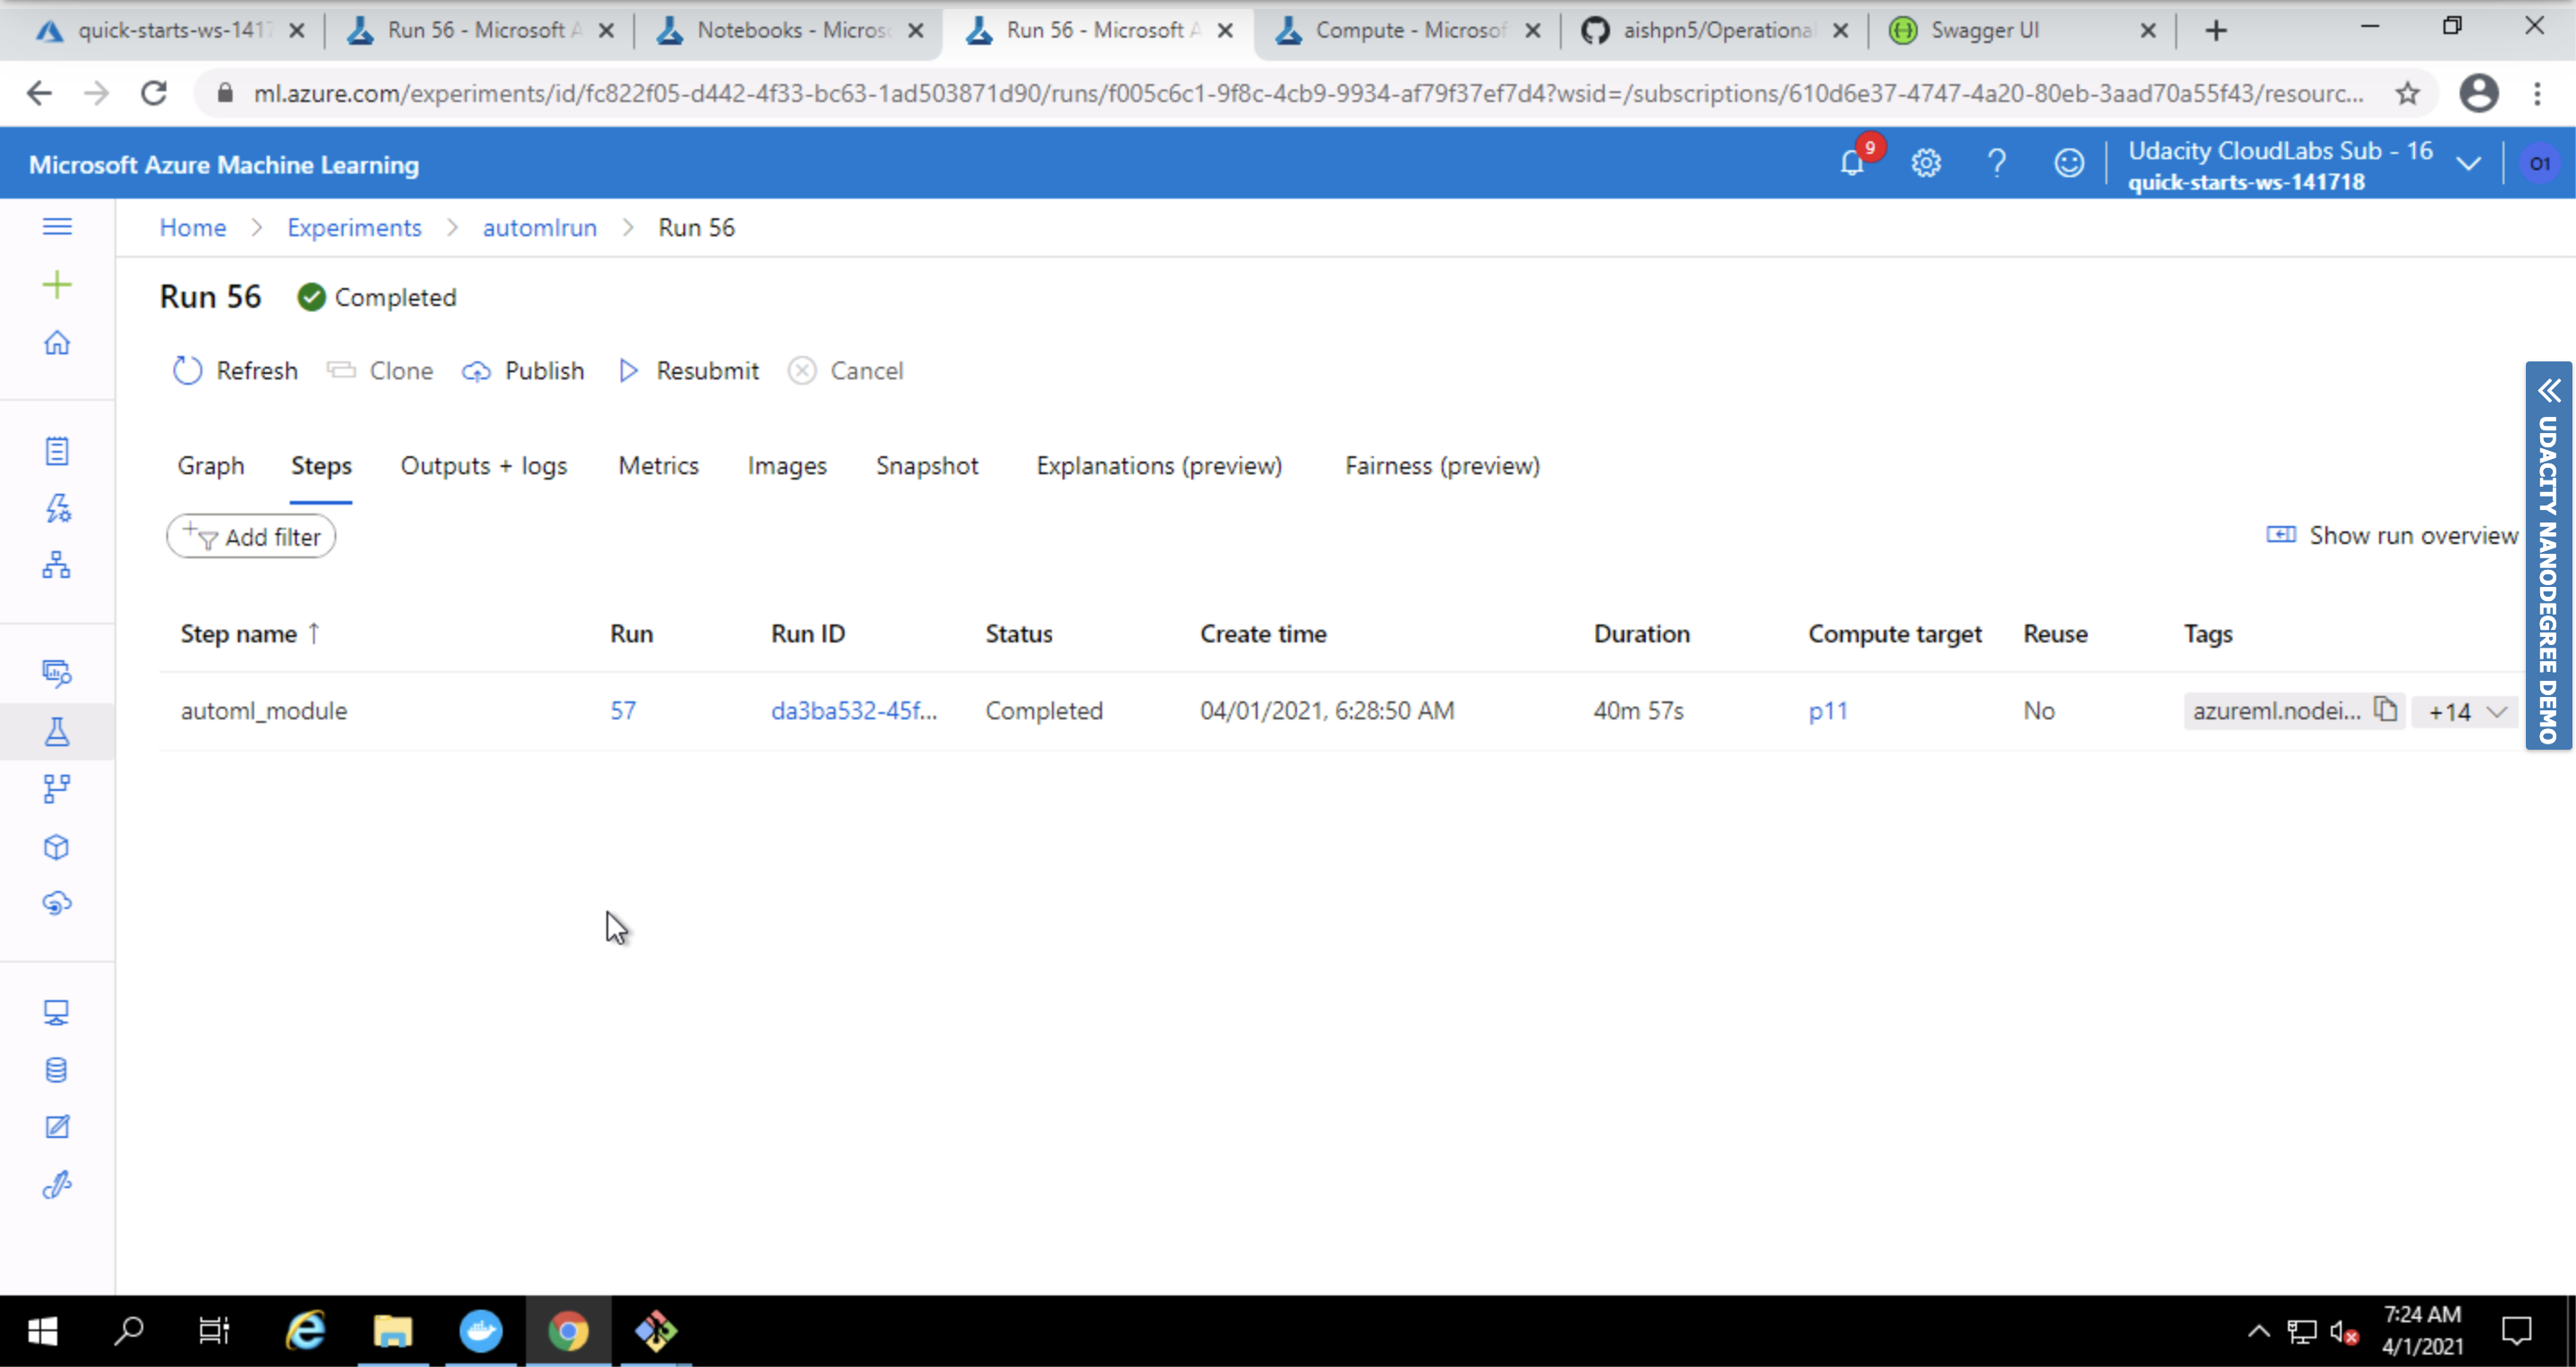 quick-starts-ws-1417
Run 56 - Microsoft A
Notebooks - Micros
Run 56 - Microsoft A
Compute - Microsof
aishpn5/Operationa
Swagger UI
ml.azure.com/experiments/id/fc822f05-d442-4f33-bc63-1ad503871d90/runs/f005c6c1-9f8c-4cb9-9934-af79f37ef7d4?wsid=/subscriptions/610d6e37-4747-4a20-80eb-3aad70a55f43/resourc...
Microsoft Azure Machine Learning
9
Udacity CloudLabs Sub - 16
quick-starts-ws-141718
01
Home > Experiments > automlrun > Run 56
Run 56 Completed
Refresh Clone Publish Resubmit Cancel
Graph Steps Outputs + logs Metrics Images Snapshot Explanations (preview) Fairness (preview)
Add filter
Show run overview
Step name ↑ Run Run ID Status Create time Duration Compute target Reuse Tags
automl_module 57 da3ba532-45f... Completed 04/01/2021, 6:28:50 AM 40m 57s p11 No azureml.nodei... +14
UDACITY NANODEGREE DEMO
7:24 AM
4/1/2021